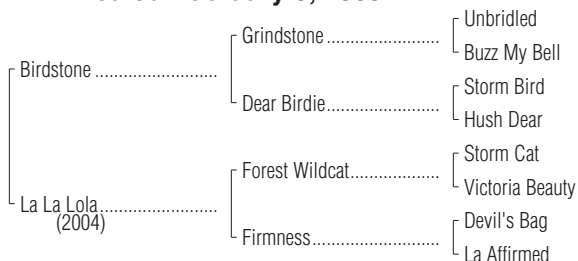 Unbridled
Grindstone
Buzz My Bell
Birdstone
Storm Bird
Dear Birdie
Hush Dear
Storm Cat
Forest Wildcat
Victoria Beauty
La La Lola
(2004)
Devil's Bag
Firmness
La Affirmed